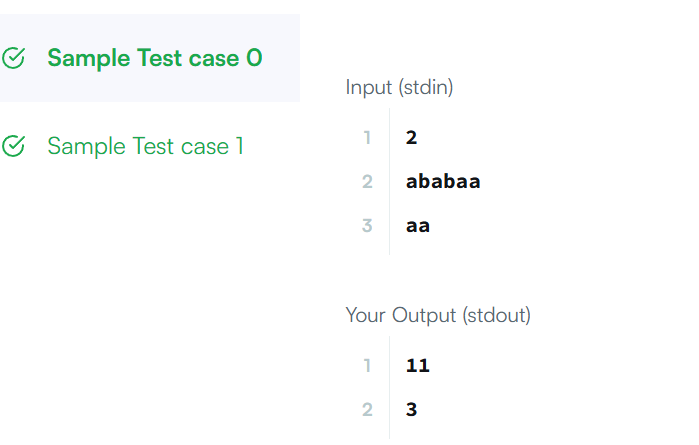 Sample Test case 0
Sample Test case 1
Input (stdin)
1 2
2 ababaa
3 aa
Your Output (stdout)
1 11
2 3